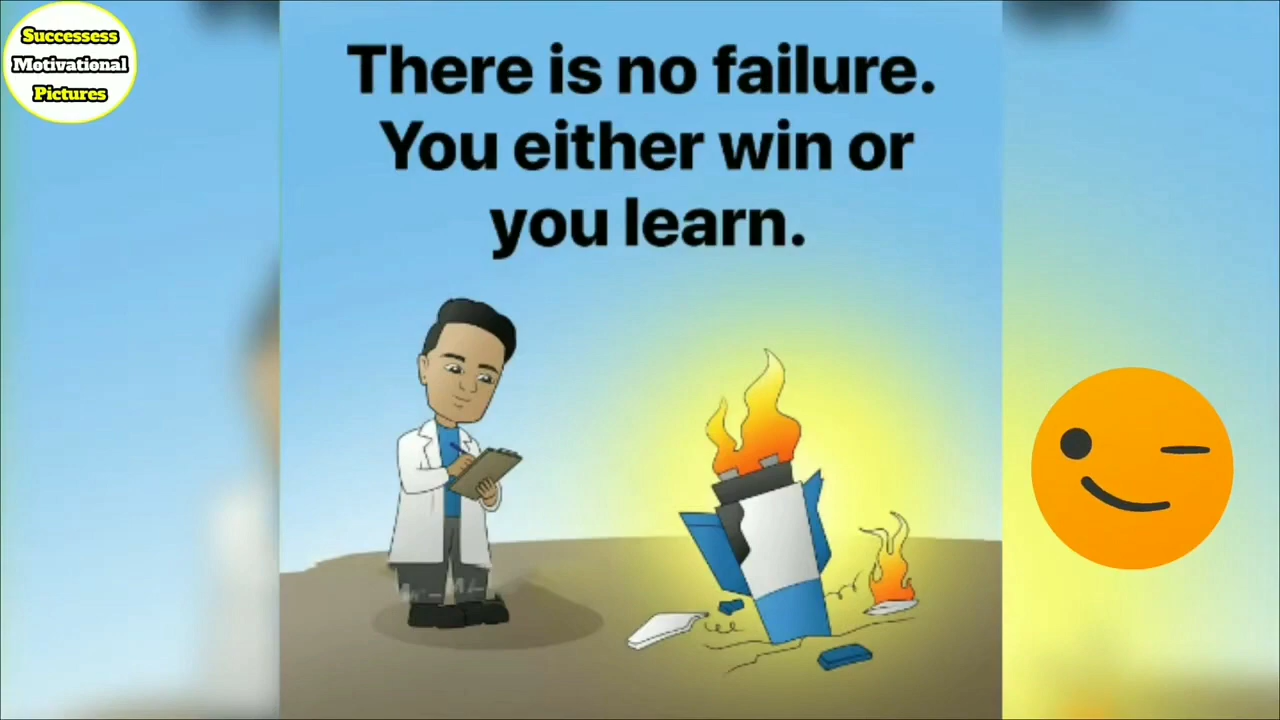 Successess
Motivational
Pictures
There is no failure.
You either win or
you learn.